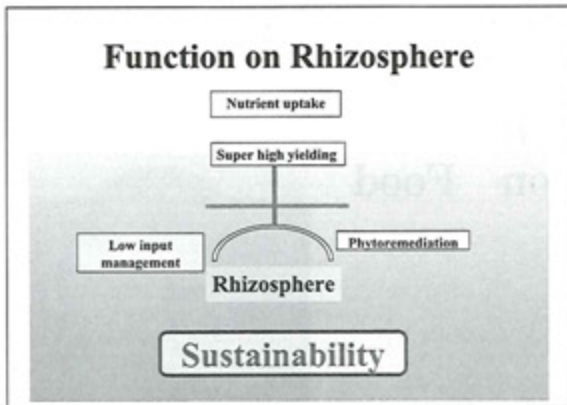 Function on Rhizosphere
Nutrient uptake
Super high yielding
Low input
management
Phytoremediation
Rhizosphere
Sustainability